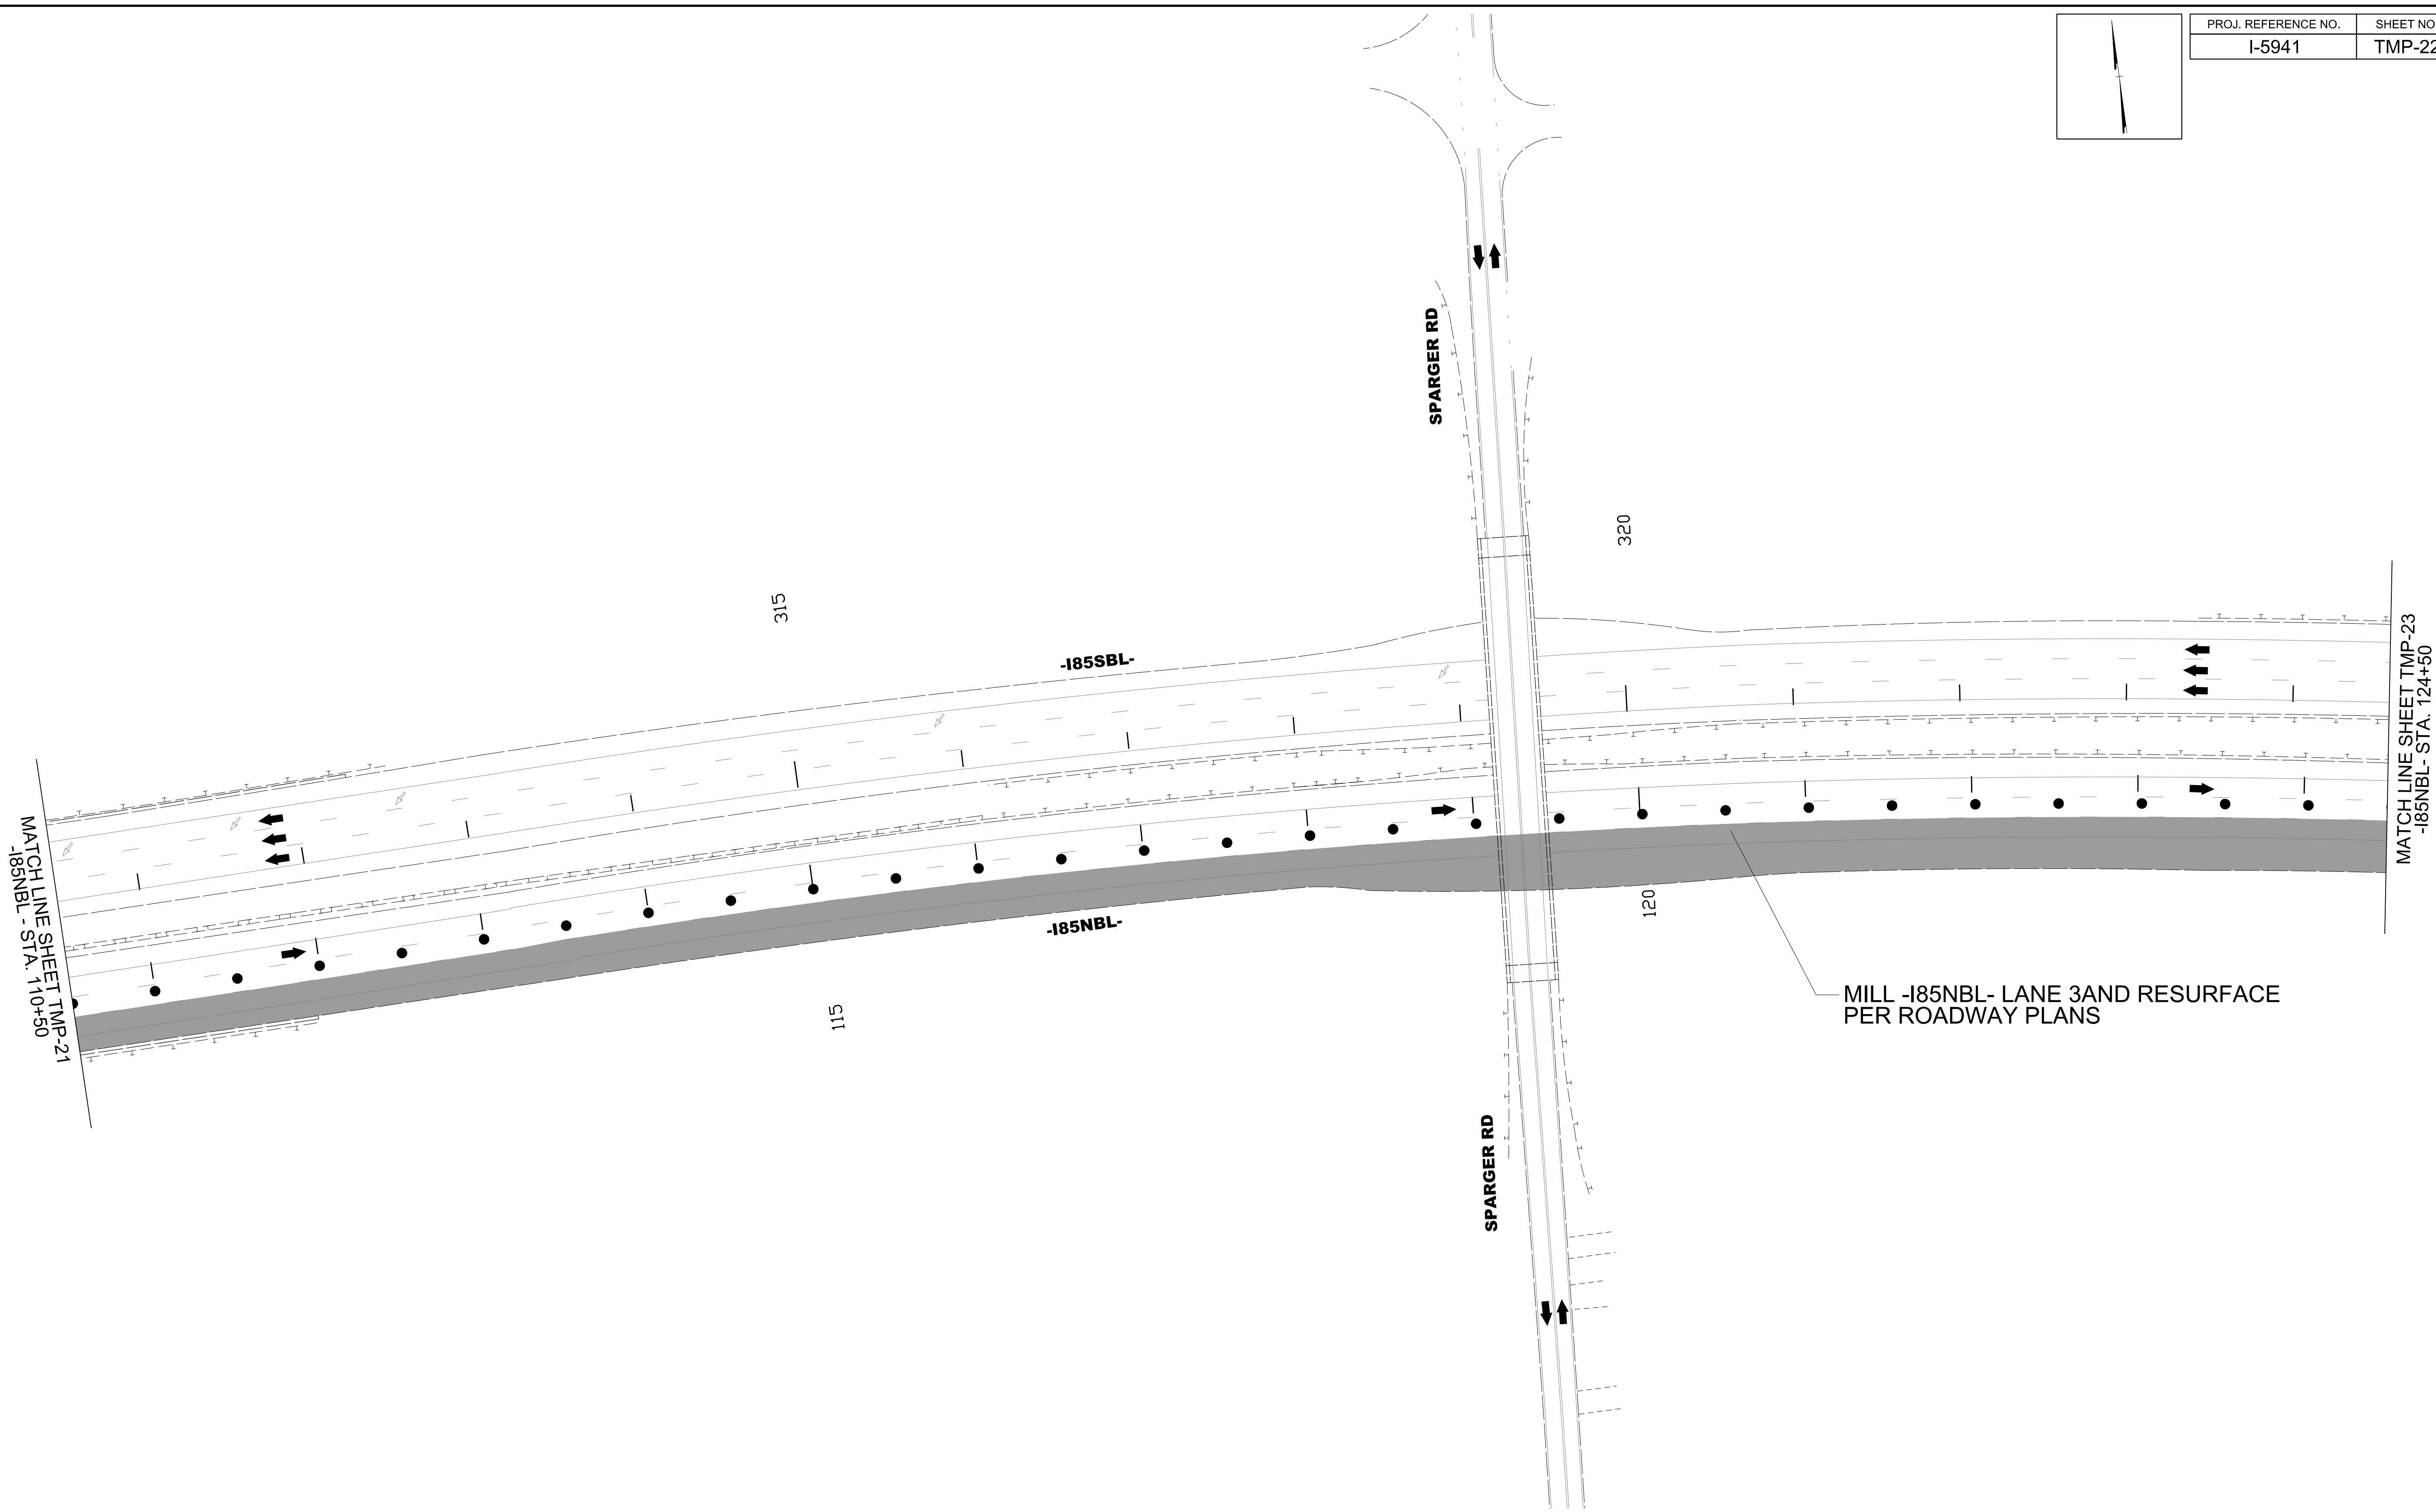 PROJ. REFERENCE NO.
SHEET NO
I-5941
TMP-22
SPARGER RD
320
315
-I85SBL-
MATCH LINE SHEET TMP-23
-I85NBL- STA. 124+50
MATCH LINE SHEET TMP-21
-I85NBL - STA. 110+50
120
-I85NBL-
115
MILL -I85NBL- LANE 3AND RESURFACE
PER ROADWAY PLANS
SPARGER RD